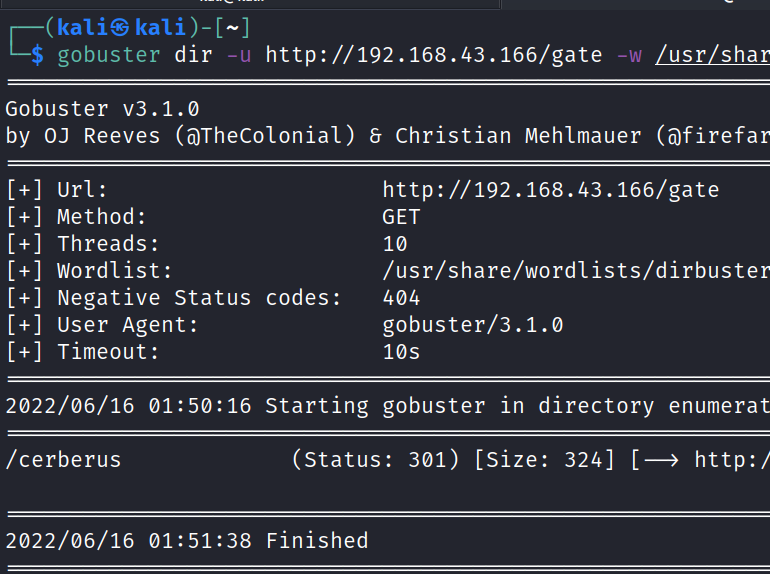 ┌──(kali㉿kali)-[~]
└─$ gobuster dir -u http://192.168.43.166/gate -w /usr/shar
Gobuster v3.1.0
by OJ Reeves (@TheColonial) & Christian Mehlmauer (@firefar
[+] Url: http://192.168.43.166/gate
[+] Method: GET
[+] Threads: 10
[+] Wordlist: /usr/share/wordlists/dirbuster
[+] Negative Status codes: 404
[+] User Agent: gobuster/3.1.0
[+] Timeout: 10s
2022/06/16 01:50:16 Starting gobuster in directory enumerat
/cerberus (Status: 301) [Size: 324] [--> http:/
2022/06/16 01:51:38 Finished